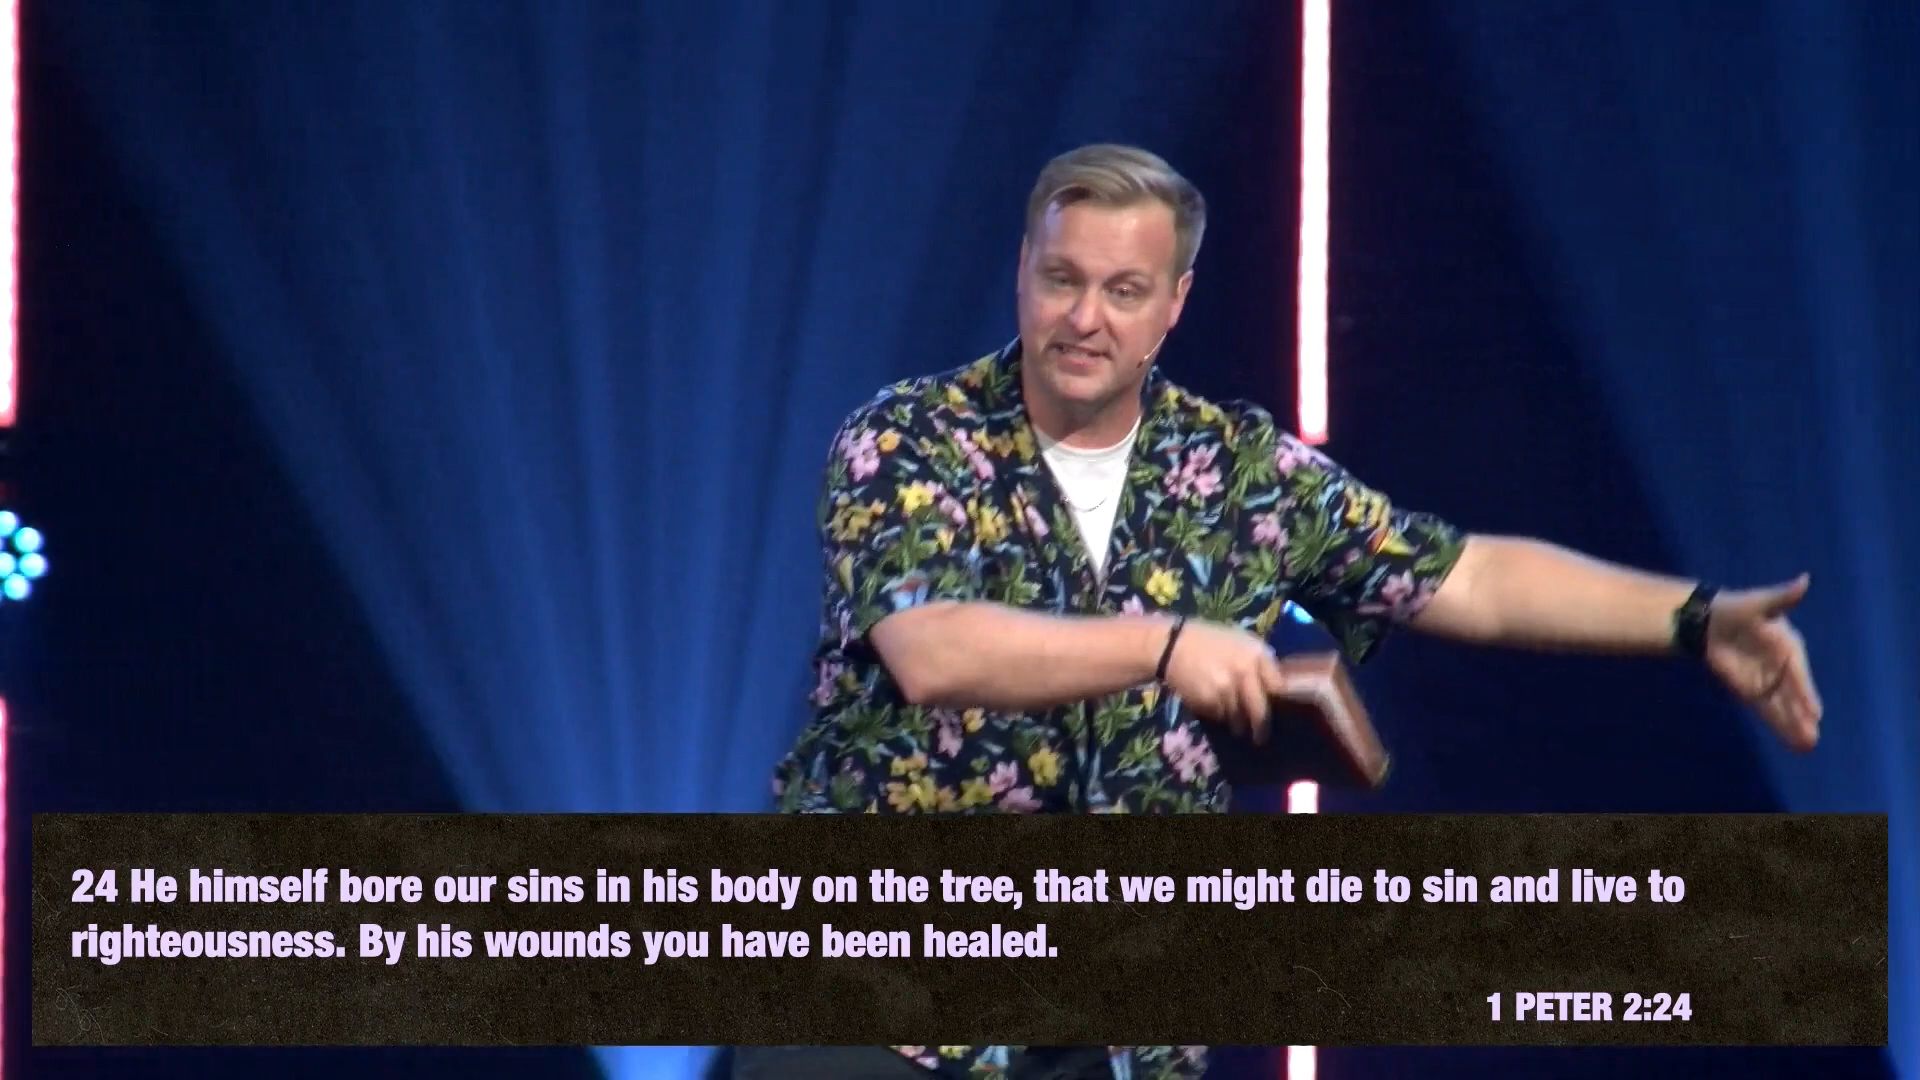 24 He himself bore our sins in his body on the tree, that we might die to sin and live to
righteousness. By his wounds you have been healed.
1 PETER 2:24